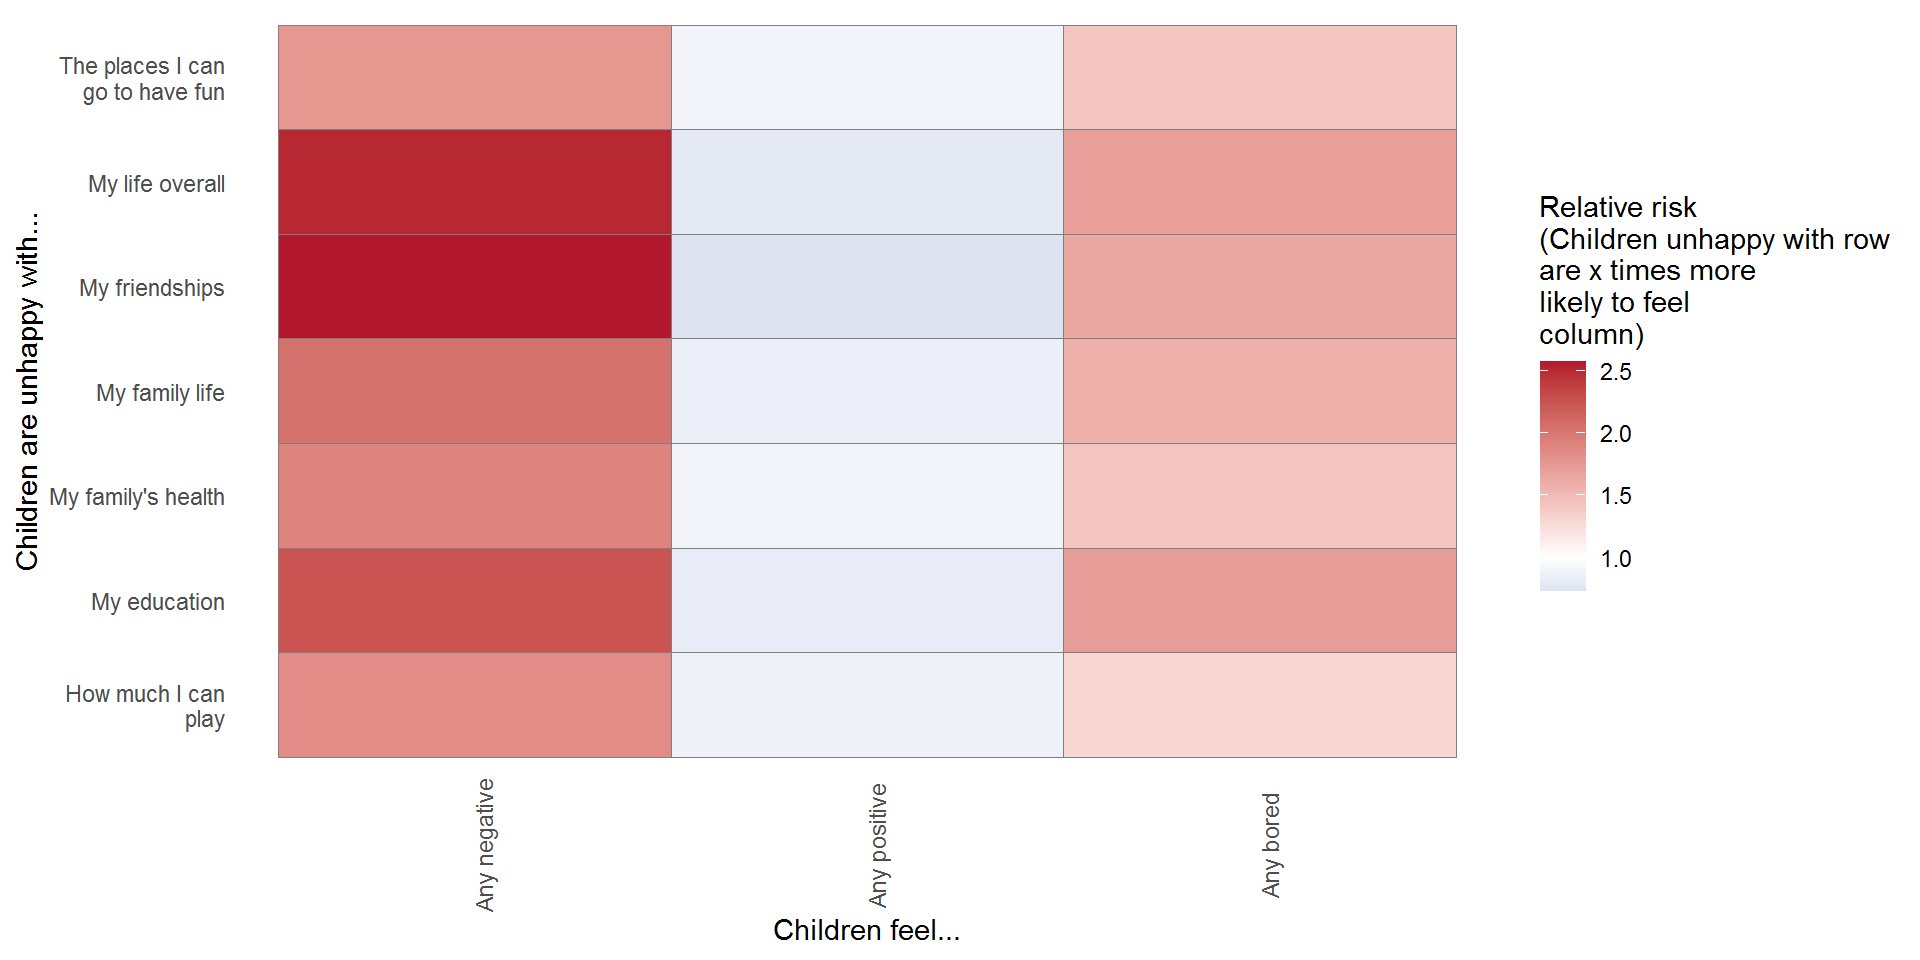 The places I can
go to have fun
My life overall
My friendships
My family life
My family's health
My education
How much I can
play
Children are unhappy with...
Any negative
Any positive
Any bored
Children feel...
Relative risk
(Children unhappy with row
are x times more
likely to feel
column)
2.5
2.0
1.5
1.0